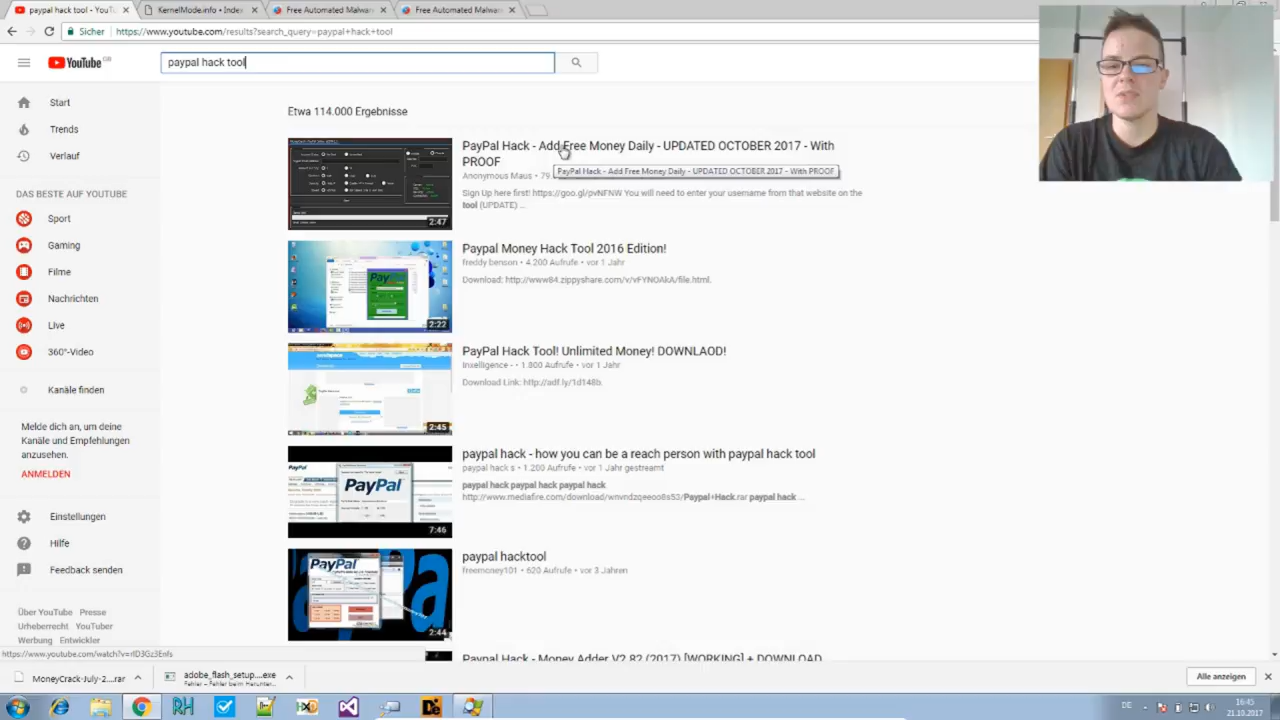 paypal hack tool - YouT
KernelMode.info • Index
Free Automated Malwar
Free Automated Malwar
Sicher
https://www.youtube.com/results?search_query=paypal+hack+tool
YouTube
paypal hack tool
Etwa 114.000 Ergebnisse
Start
Trends
Verlauf
DAS BESTE AUF YOUTUBE
Sport
Gaming
Filme
Nachrichten
Live
360°-Video
Kanäle finden
Melde dich an, um deine
Kanäle und Empfehlungen
anzusehen.
ANMELDEN
Einstellungen
Hilfe
Feedback senden
Über YouTube Presse
Urheberrecht YouTuber
Werbung Entwickler
PayPal Hack - Add Free Money Daily - UPDATED OCTOBER 2017 - With
PROOF
Anonymous Maus • 79
PayPal Hack - Add Free Money Daily - UPDATED OCTOBER 2017 - With PROOF
Sign Up here first! https://goo.gl/pvNFNW You will need to enter your username from that website on the
tool (UPDATE) ...
2:47
Paypal Money Hack Tool 2016 Edition!
freddy benson • 4.200 Aufrufe • vor 1 Jahr
Download: http://www84.zippyshare.com/v/vFYNOAkA/file.html.
PayPal
2:22
PayPal Hack Tool! Unlimited Money! DOWNLAOD!
Inxelligence - • 1.800 Aufrufe • vor 1 Jahr
Download Link: http://adf.ly/1d148b.
2:45
paypal hack - how you can be a reach person with paypal hack tool
paypal hack s • 1.200 Aufrufe • vor 1 Jahr gestreamt
paypal hack paypal hack paypal hack
http://www.mediafire.com/download/wnvndzqeeoo8s53/Paypal+Hack.rar paypal hack ...
PayPal
PayPal
7:46
paypal hacktool
freemoney101 • 620 Aufrufe • vor 3 Jahren
PayPal
2:44
PayPal Hack - Money Adder V2.82 (2017) [WORKING] + DOWNLOAD
https://www.youtube.com/watch?v=rlD3Gz3Enfs
MoneyCrack-July-2....rar
adobe_flash_setup....exe
Alle anzeigen
DE
16:45
21.10.2017